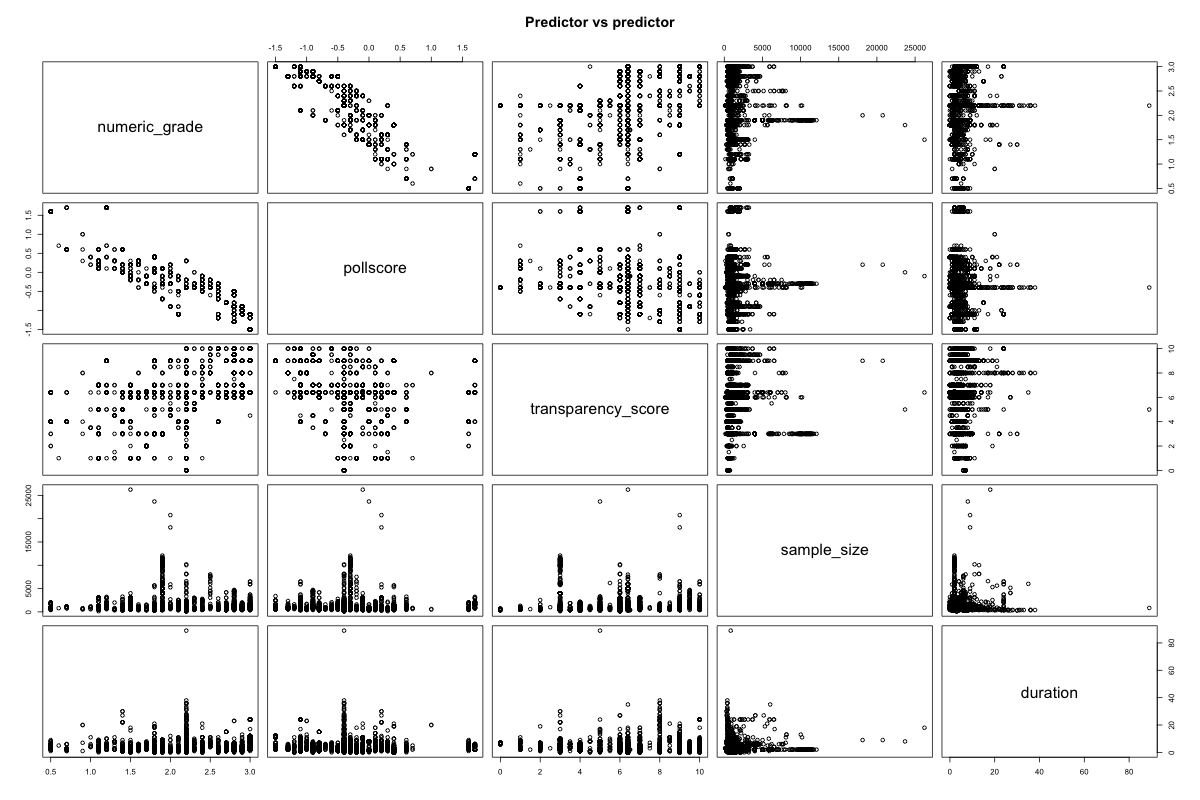 Predictor vs predictor
-1.5 -1.0 -0.5 0.0 0.5 1.0 1.5
0 5000 10000 15000 20000 25000
numeric_grade
0.5 1.0 1.5 2.0 2.5 3.0
-1.5 -0.5 0.0 0.5 1.0 1.5
pollscore
transparency_score
0 2 4 6 8 10
0 5000 15000 25000
sample_size
duration
0 20 40 60 80
0.5 1.0 1.5 2.0 2.5 3.0
0 2 4 6 8 10
0 20 40 60 80